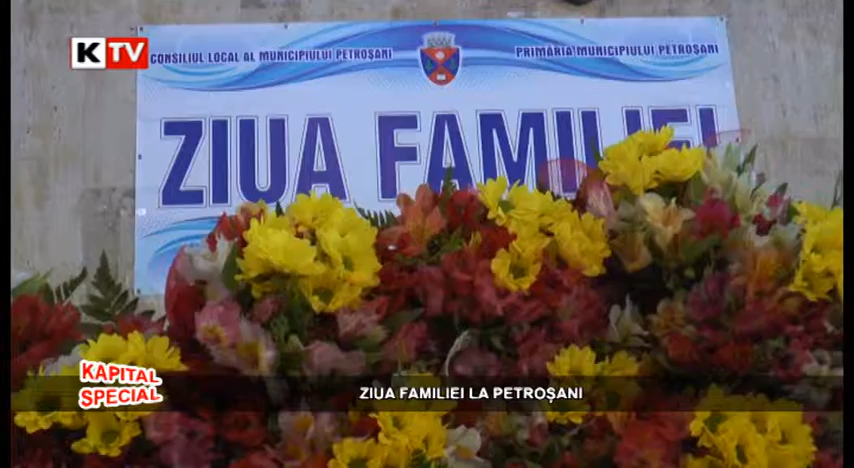 KTV
CONSILIUL LOCAL AL MUNICIPIULUI PETROȘANI
PRIMĂRIA MUNICIPIULUI PETROȘANI
ZIUA FAMILIEI
KAPITAL
SPECIAL
ZIUA FAMILIEI LA PETROȘANI